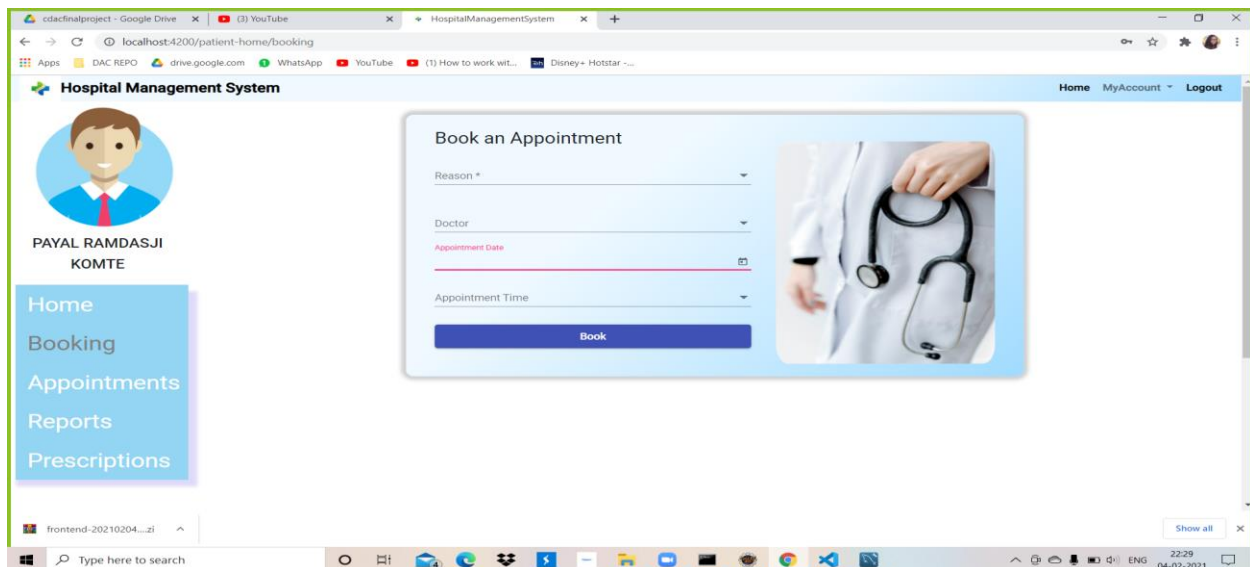 cdacfinalproject - Google Drive (3) YouTube HospitalManagementSystem
localhost:4200/patient-home/booking
Apps DAC REPO drive.google.com WhatsApp YouTube (1) How to work wit... Disney+ Hotstar -...
Hospital Management System Home MyAccount Logout
Book an Appointment
Reason *
Doctor
Appointment Date
Appointment Time
Book
PAYAL RAMDASJI
KOMTE
Home
Booking
Appointments
Reports
Prescriptions
frontend-20210204....zi Show all
Type here to search ENG 22:29
04-02-2021